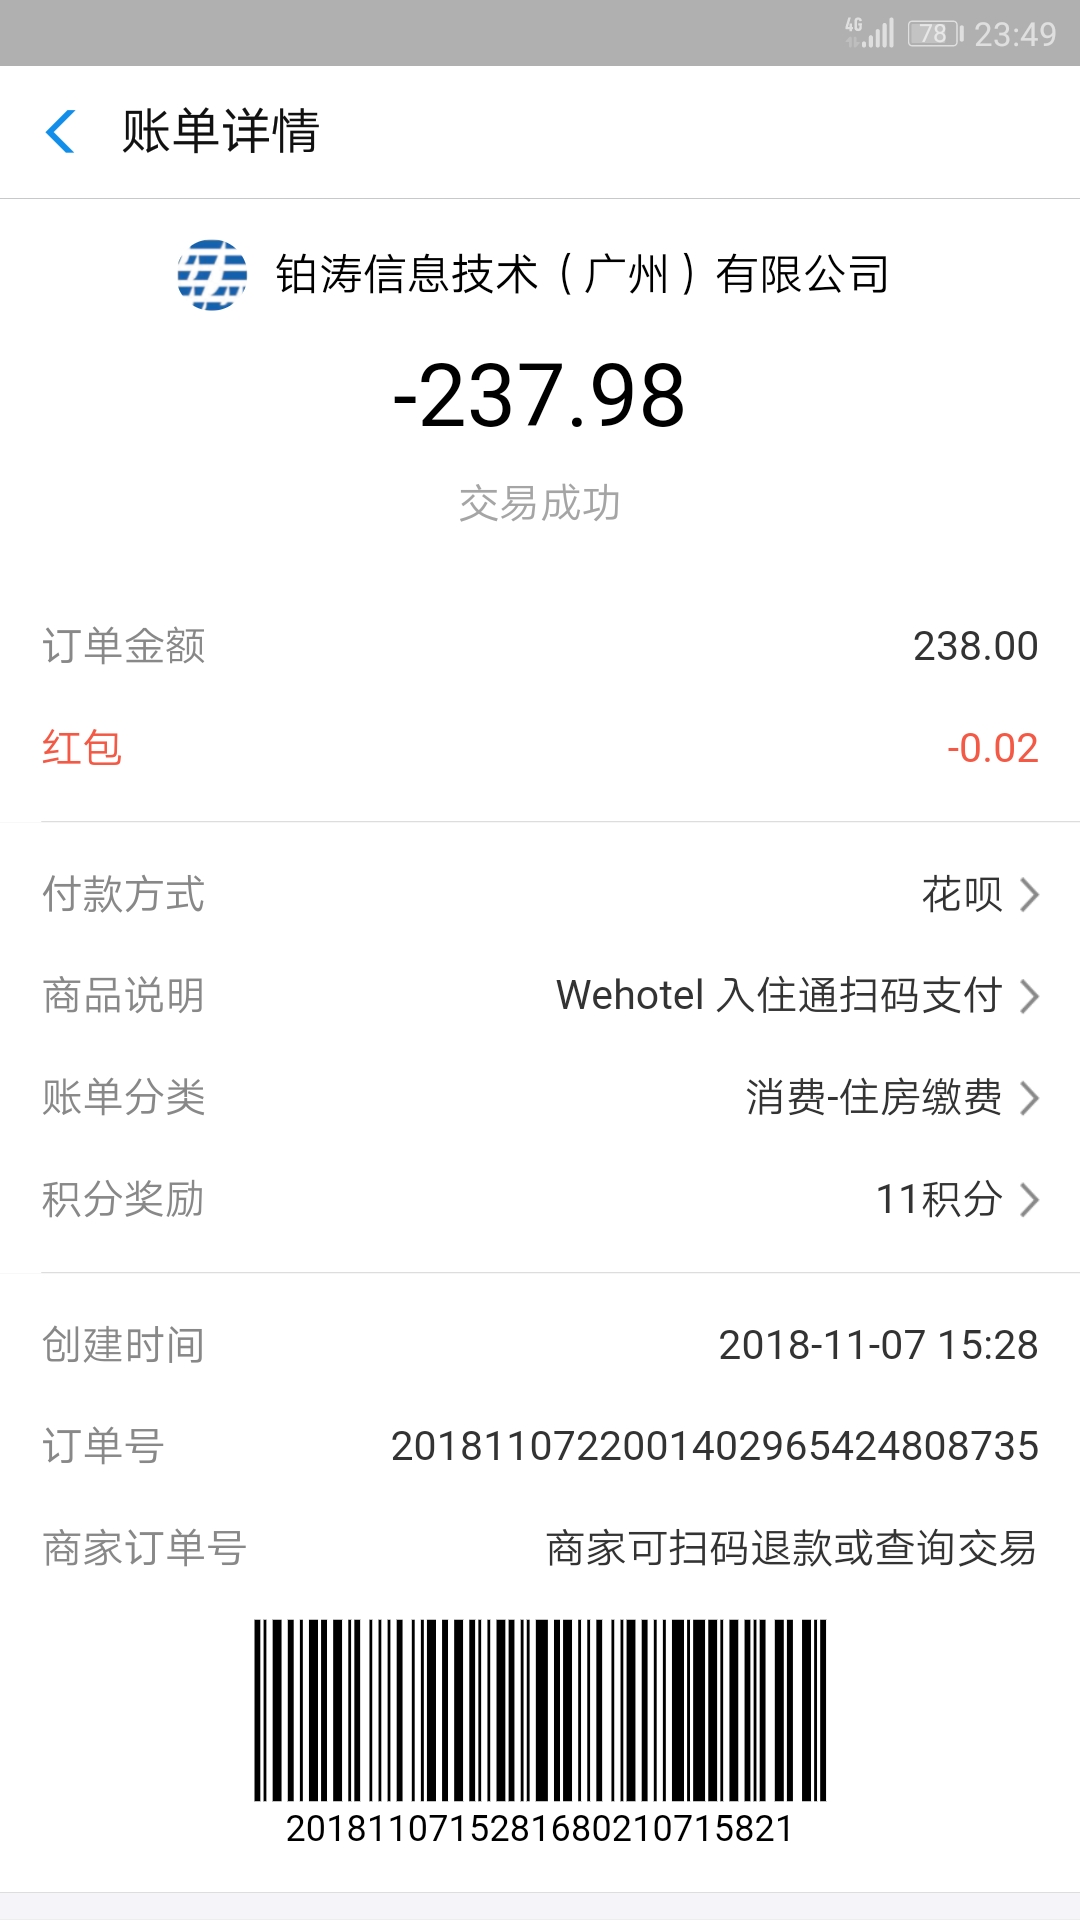 4G 78 23:49
账单详情
铂涛信息技术（广州）有限公司
-237.98
交易成功
订单金额 238.00
红包 -0.02
付款方式 花呗
商品说明 Wehotel 入住通扫码支付
账单分类 消费-住房缴费
积分奖励 11积分
创建时间 2018-11-07 15:28
订单号 2018110722001402965424808735
商家订单号 商家可扫码退款或查询交易
2018110715281680210715821